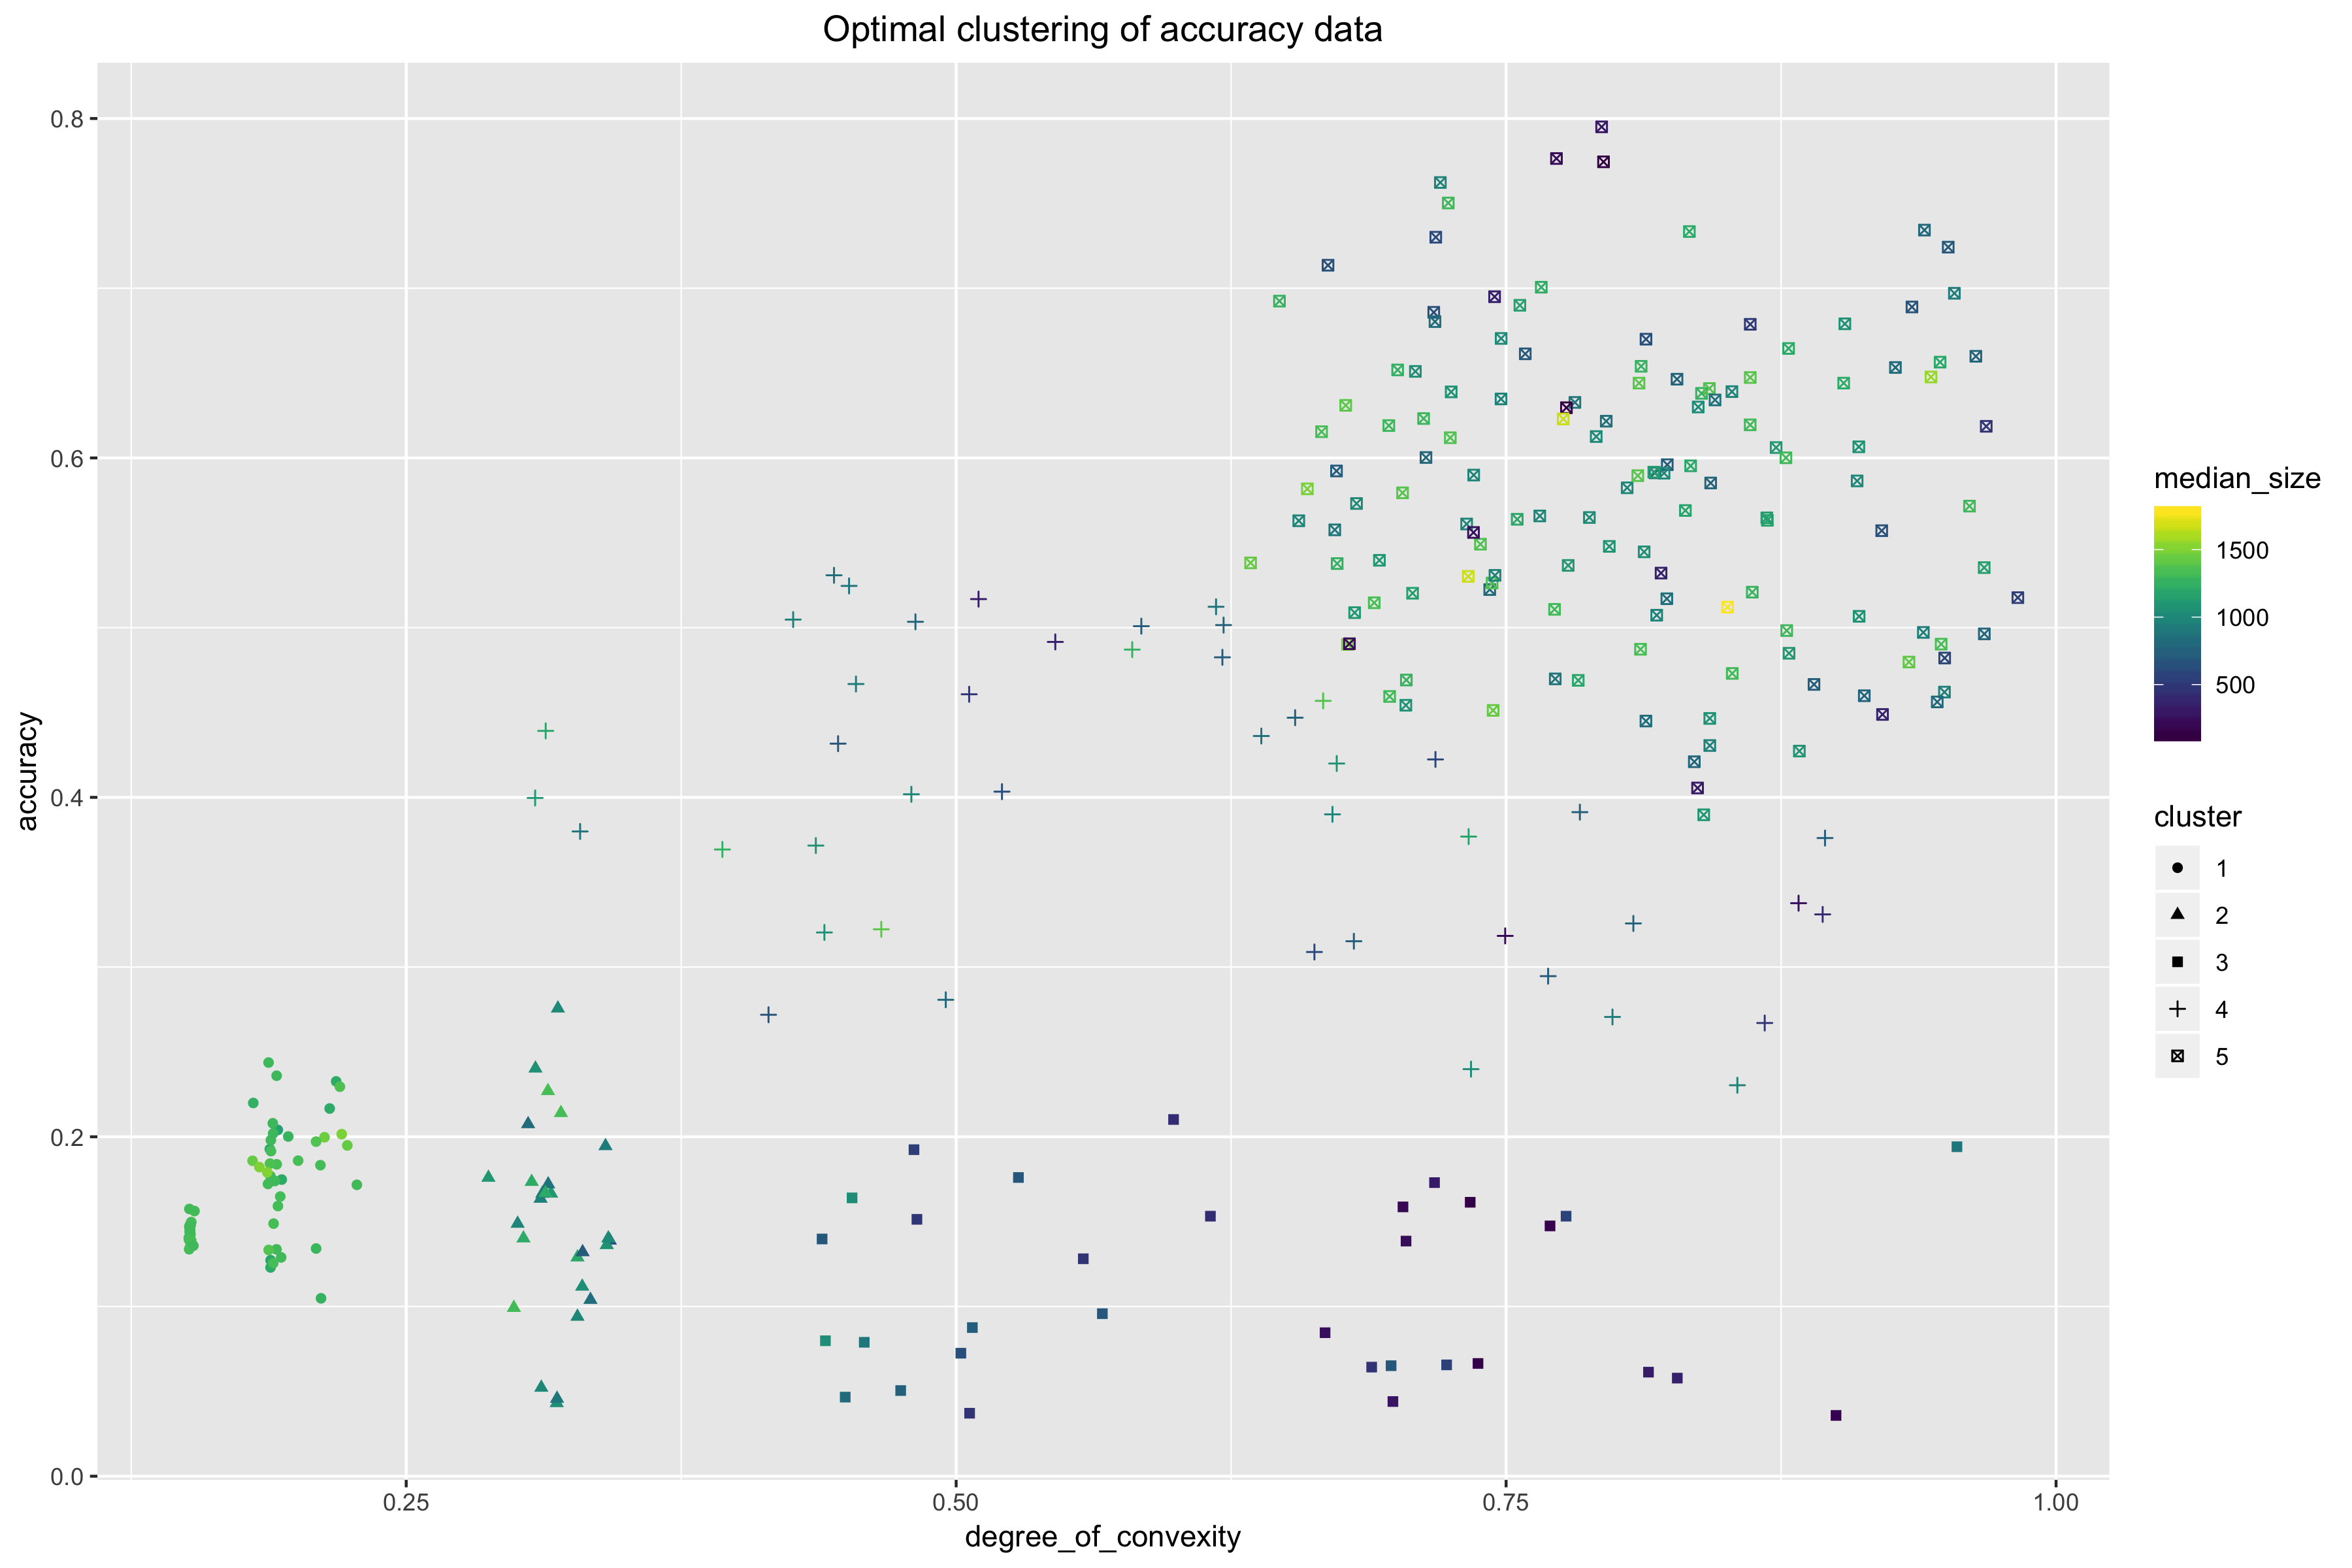 Optimal clustering of accuracy data
accuracy
0.8
0.6
0.4
0.2
0.0
0.25 0.50 0.75 1.00
degree_of_convexity
median_size
1500
1000
500
cluster
1
2
3
4
5